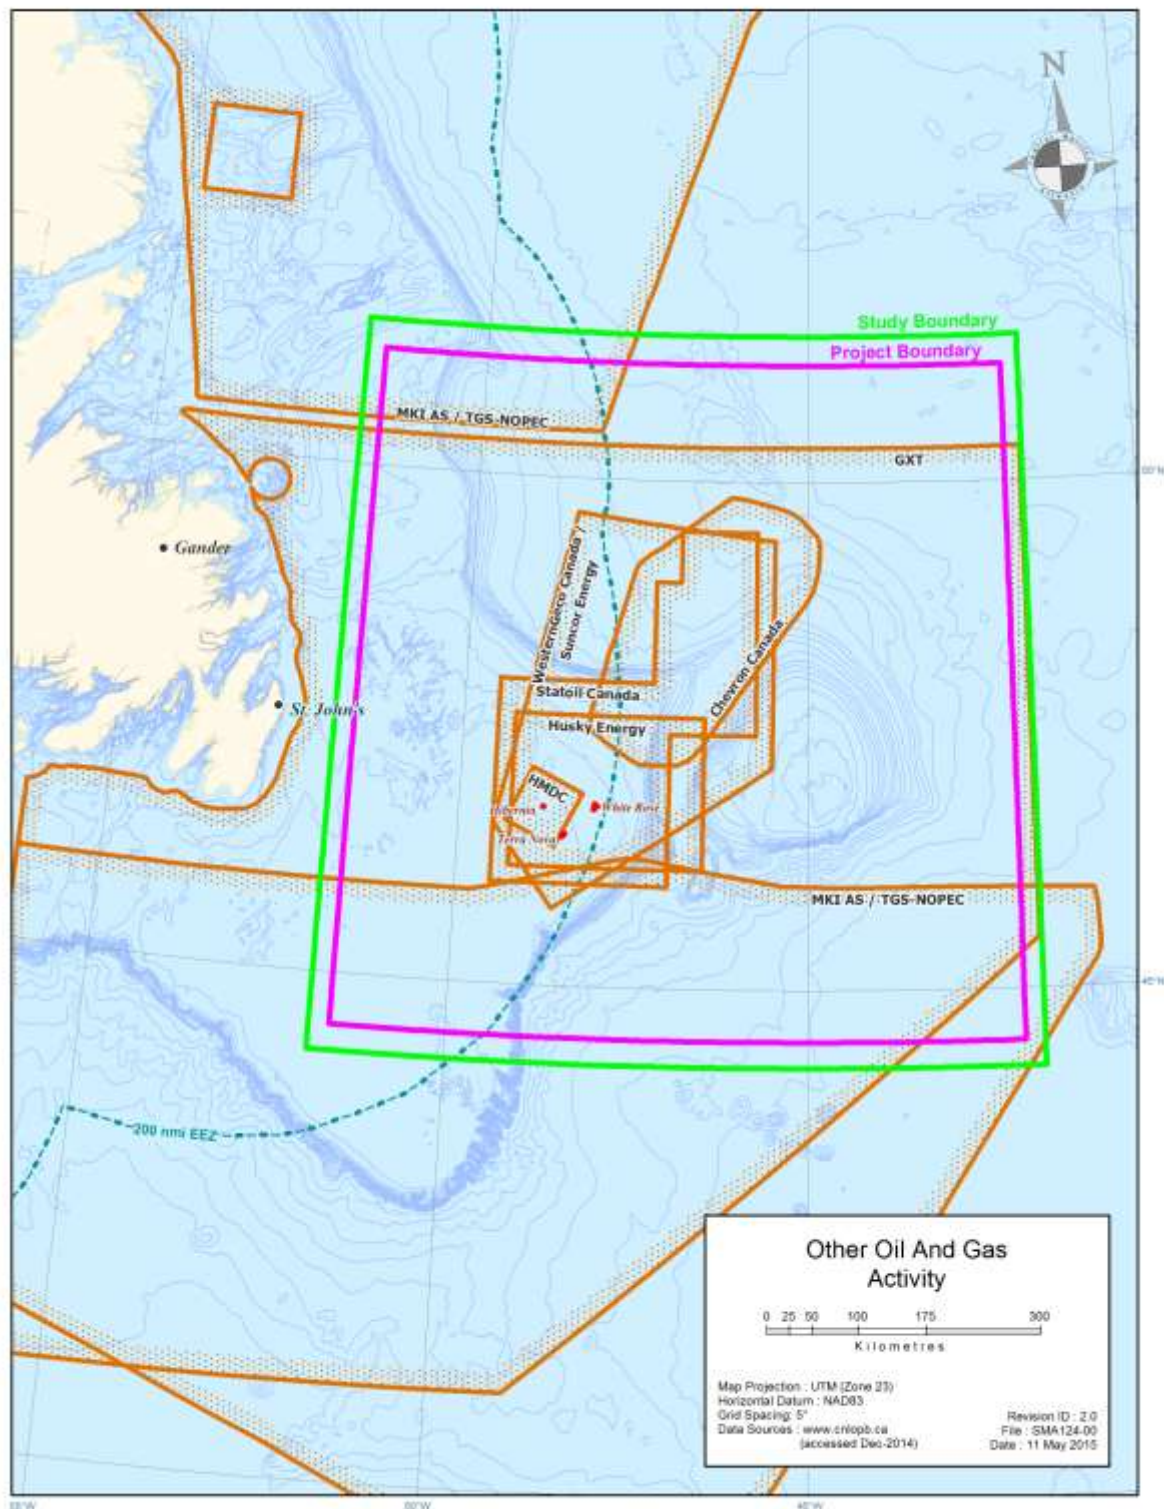 N
Study Boundary
Project Boundary
MKI AS / TGS-NOPEC
GXT
50°N
Gander
WesternGeco Canada /
Suncor Energy
Chevron Canada
Statoil Canada
St. John's
Husky Energy
HMDC
Hibernia
White Rose
Terra Nova
MKI AS / TGS-NOPEC
45°N
200 nmi EEZ
Other Oil And Gas
Activity
0 25 50 100 175 300
Kilometres
Map Projection : UTM (Zone 23)
Horizontal Datum : NAD83
Grid Spacing: 5°
Data Sources : www.cnlopb.ca
(accessed Dec-2014)
Revision ID : 2.0
File : SMA124-00
Date : 11 May 2015
50°W